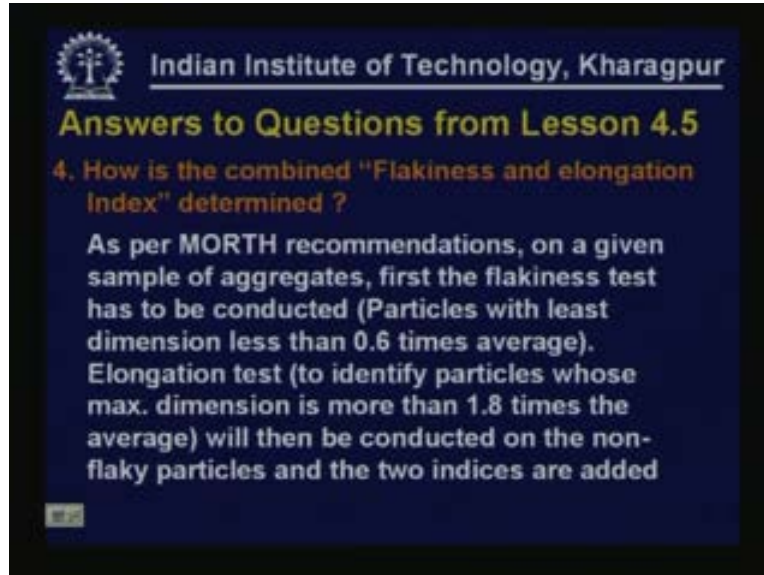 Indian Institute of Technology, Kharagpur
Answers to Questions from Lesson 4.5
4. How is the combined "Flakiness and elongation
Index" determined ?
As per MORTH recommendations, on a given
sample of aggregates, first the flakiness test
has to be conducted (Particles with least
dimension less than 0.6 times average).
Elongation test (to identify particles whose
max. dimension is more than 1.8 times the
average) will then be conducted on the non-
flaky particles and the two indices are added